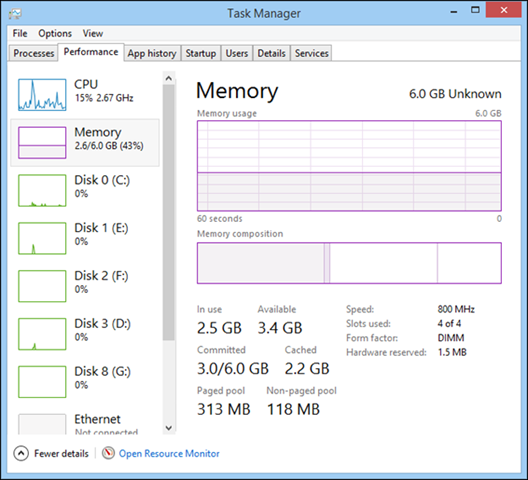 Task Manager
File Options View
Processes Performance App history Startup Users Details Services
CPU
15% 2.67 GHz
Memory
2.6/6.0 GB (43%)
Disk 0 (C:)
0%
Disk 1 (E:)
0%
Disk 2 (F:)
0%
Disk 3 (D:)
0%
Disk 8 (G:)
0%
Ethernet
Not connected
Memory 6.0 GB Unknown
Memory usage 6.0 GB
60 seconds 0
Memory composition
In use Available
2.5 GB 3.4 GB
Committed Cached
3.0/6.0 GB 2.2 GB
Paged pool Non-paged pool
313 MB 118 MB
Speed: 800 MHz
Slots used: 4 of 4
Form factor: DIMM
Hardware reserved: 1.5 MB
Fewer details Open Resource Monitor